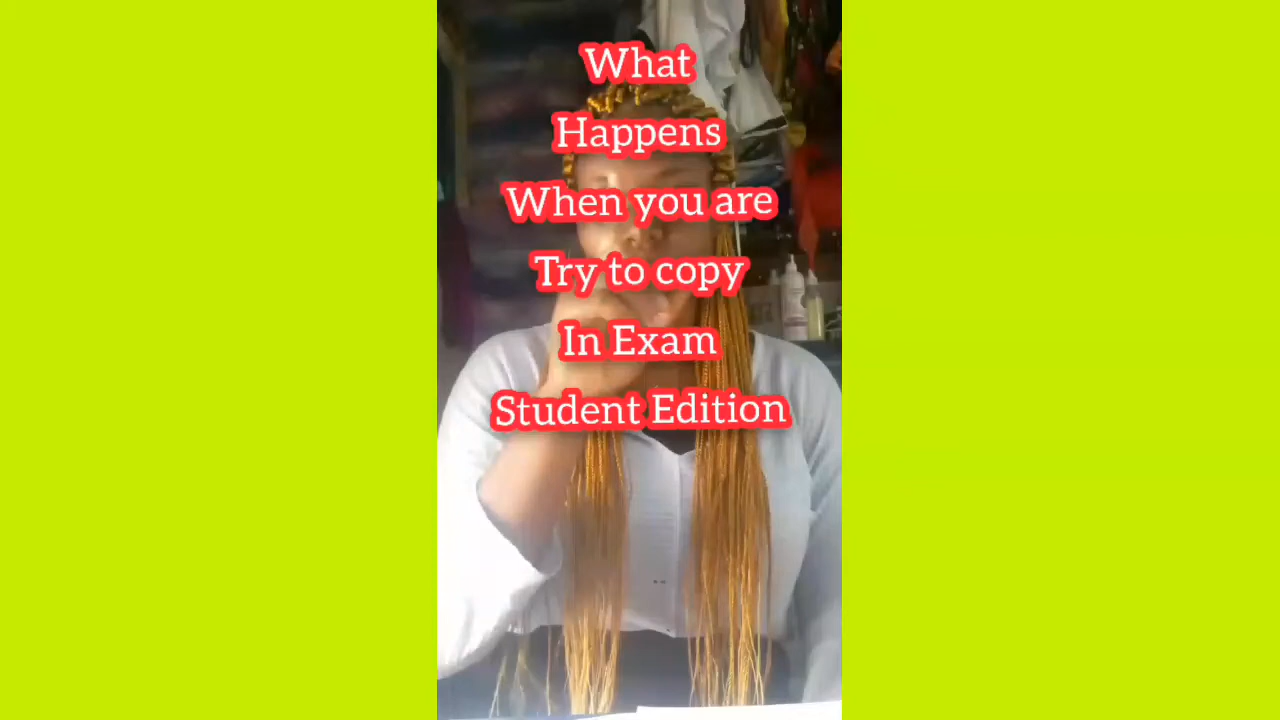 What
Happens
When you are
Try to copy
In Exam
Student Edition